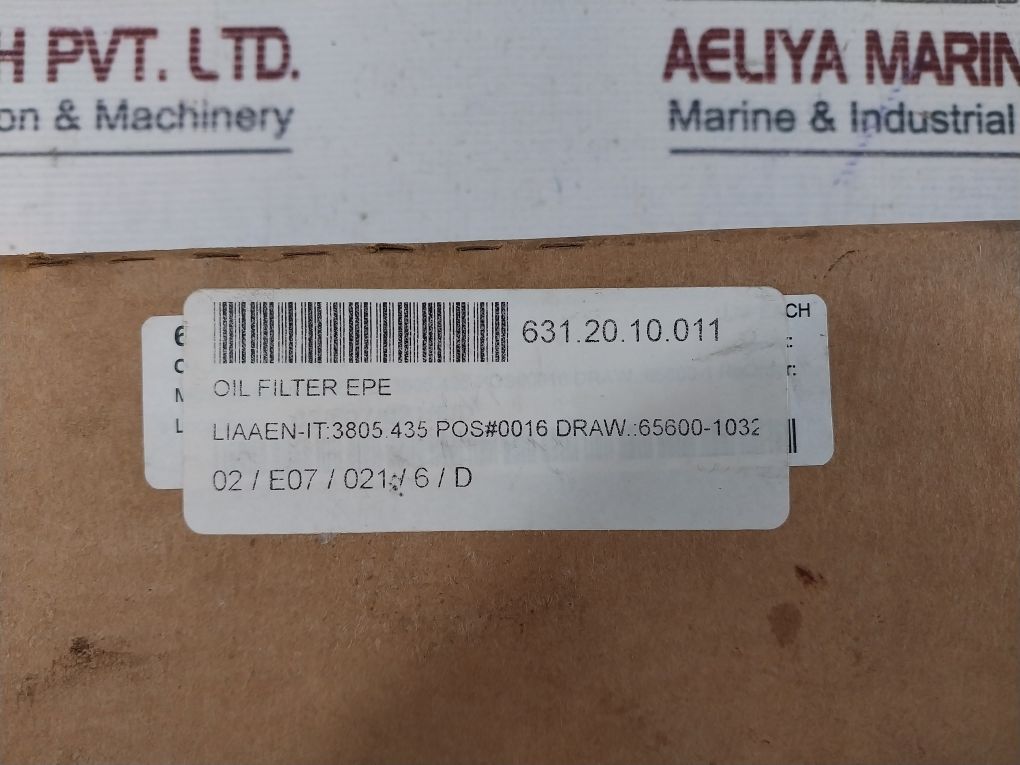 H PVT. LTD.
on & Machinery
AELIYA MARIN
Marine & Industrial
631.20.10.011
OIL FILTER EPE
LIAAEN-IT:3805.435 POS#0016 DRAW.:65600-1032
02 / E07 / 021 / 6 / D
CH